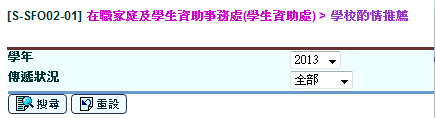 [S-SFO02-01] 在職家庭及學生資助事務處(學生資助處) > 學校酌情推薦
學年 2013
傳遞狀況 全部
搜尋 重設